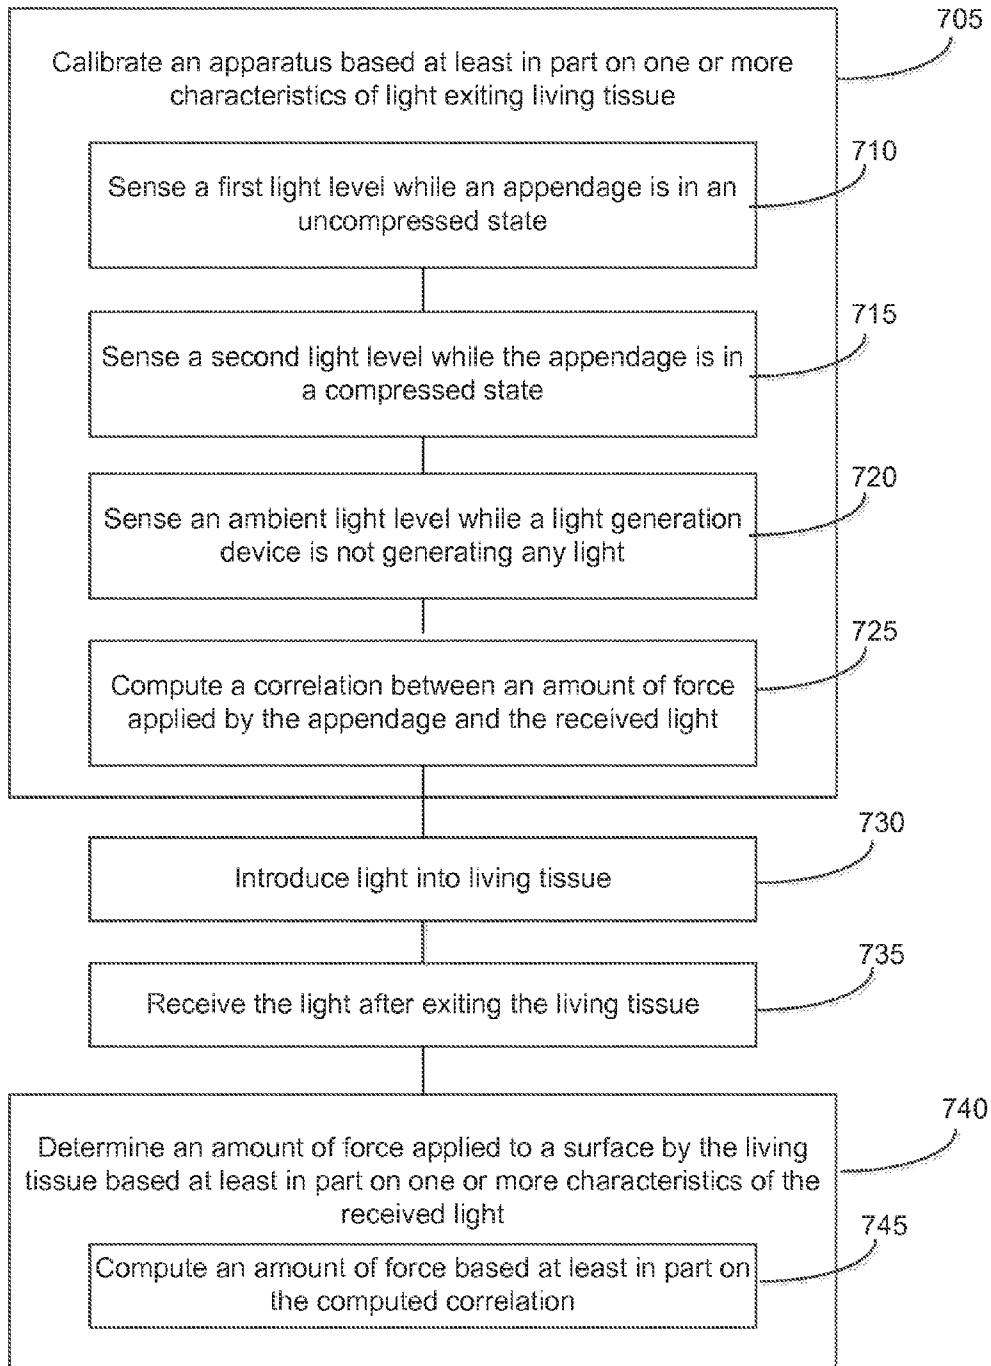 705
Calibrate an apparatus based at least in part on one or more
characteristics of light exiting living tissue
710
Sense a first light level while an appendage is in an
uncompressed state
715
Sense a second light level while the appendage is in
a compressed state
720
Sense an ambient light level while a light generation
device is not generating any light
725
Compute a correlation between an amount of force
applied by the appendage and the received light
730
Introduce light into living tissue
735
Receive the light after exiting the living tissue
740
Determine an amount of force applied to a surface by the living
tissue based at least in part on one or more characteristics of the
received light
745
Compute an amount of force based at least in part on
the computed correlation